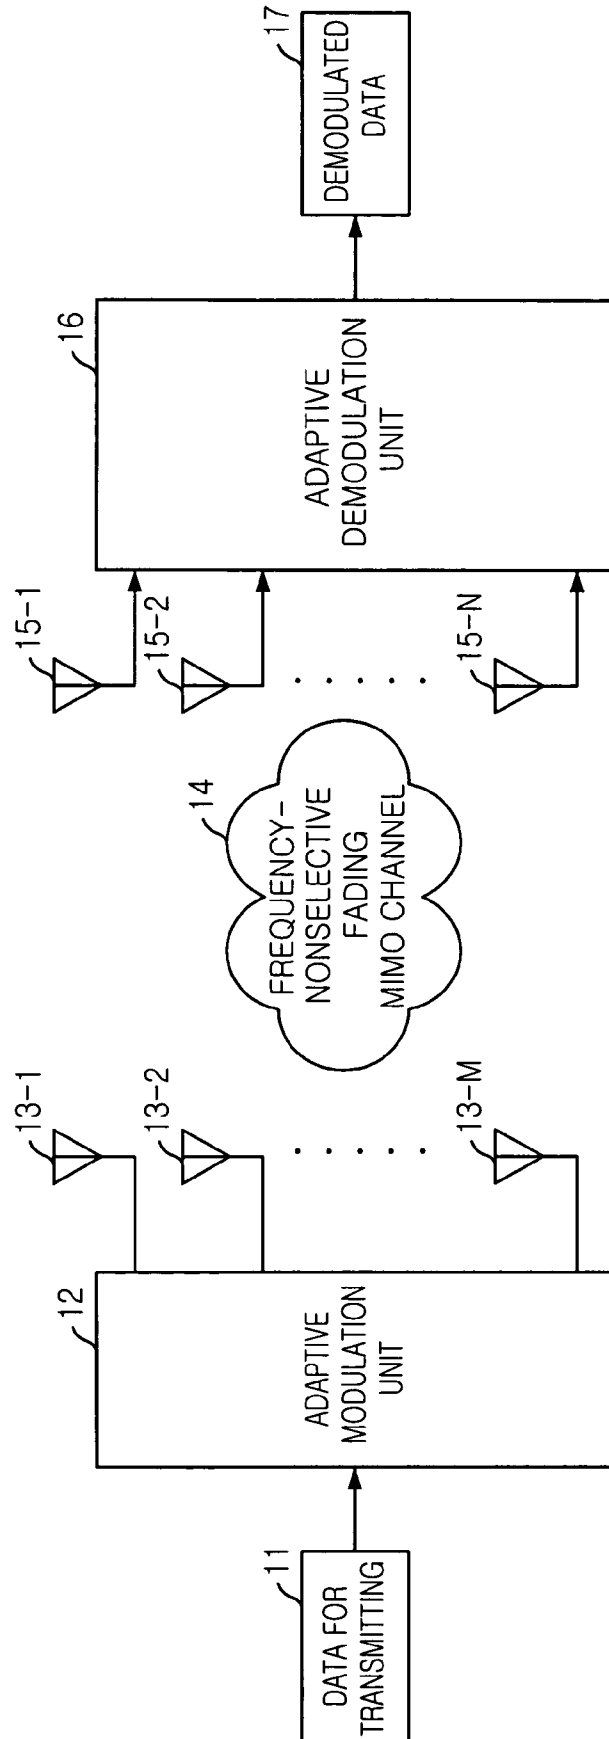 11
DATA FOR
TRANSMITTING
12
ADAPTIVE
MODULATION
UNIT
13-1
13-2
13-M
14
FREQUENCY-
NONSELECTIVE
FADING
MIMO CHANNEL
15-1
15-2
15-N
16
ADAPTIVE
DEMODULATION
UNIT
17
DEMODULATED
DATA